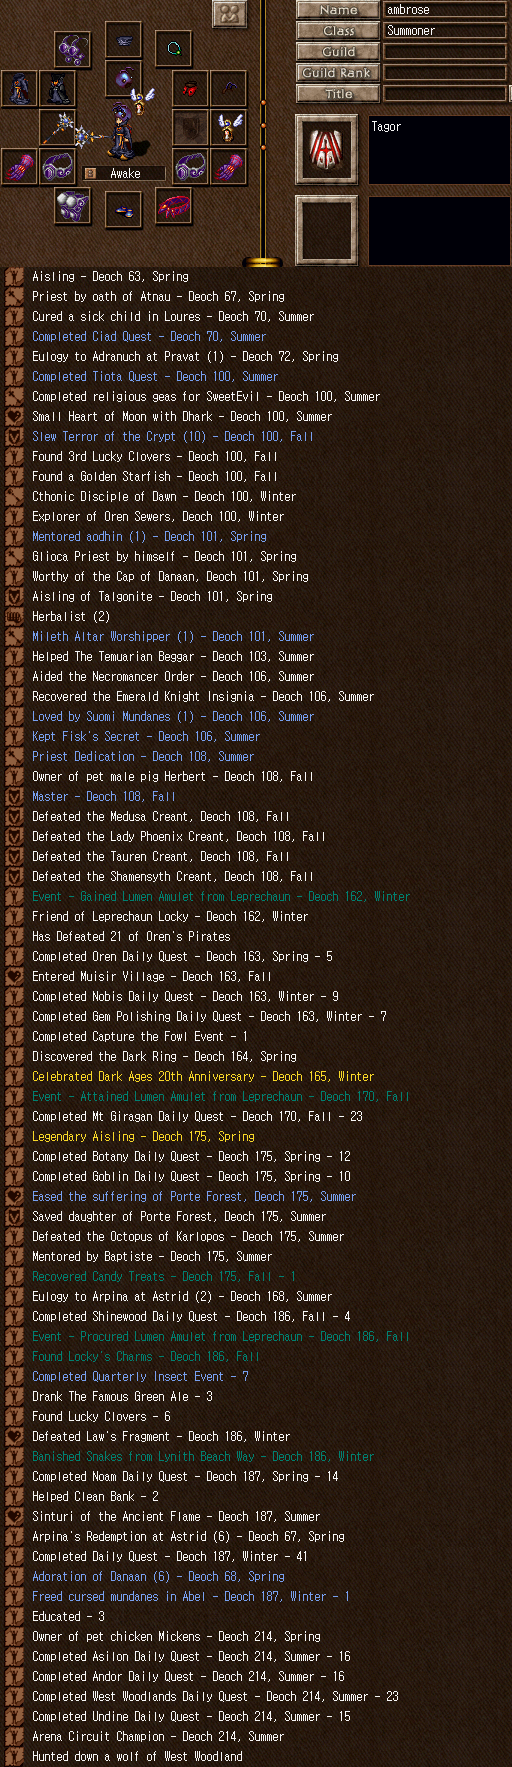 Name ambrose
Class Summoner
Guild
Guild Rank
Title
Tagor
Awake
Aisling - Deoch 63, Spring
Priest by oath of Atnau - Deoch 67, Spring
Cured a sick child in Loures - Deoch 70, Summer
Completed Ciad Quest - Deoch 70, Summer
Eulogy to Adranuch at Pravat (1) - Deoch 72, Spring
Completed Tiota Quest - Deoch 100, Summer
Completed religious geas for SweetEvil - Deoch 100, Summer
Small Heart of Moon with Dhark - Deoch 100, Summer
Slew Terror of the Crypt (10) - Deoch 100, Fall
Found 3rd Lucky Clovers - Deoch 100, Fall
Found a Golden Starfish - Deoch 100, Fall
Cthonic Disciple of Dawn - Deoch 100, Winter
Explorer of Oren Sewers, Deoch 100, Winter
Mentored aodhin (1) - Deoch 101, Spring
Glioca Priest by himself - Deoch 101, Spring
Worthy of the Cap of Danaan, Deoch 101, Spring
Aisling of Talgonite - Deoch 101, Spring
Herbalist (2)
Mileth Altar Worshipper (1) - Deoch 101, Summer
Helped The Temuarian Beggar - Deoch 103, Summer
Aided the Necromancer Order - Deoch 106, Summer
Recovered the Emerald Knight Insignia - Deoch 106, Summer
Loved by Suomi Mundanes (1) - Deoch 106, Summer
Kept Fisk's Secret - Deoch 106, Summer
Priest Dedication - Deoch 108, Summer
Owner of pet male pig Herbert - Deoch 108, Fall
Master - Deoch 108, Fall
Defeated the Medusa Creant, Deoch 108, Fall
Defeated the Lady Phoenix Creant, Deoch 108, Fall
Defeated the Tauren Creant, Deoch 108, Fall
Defeated the Shamensyth Creant, Deoch 108, Fall
Event - Gained Lumen Amulet from Leprechaun - Deoch 162, Winter
Friend of Leprechaun Locky - Deoch 162, Winter
Has Defeated 21 of Oren's Pirates
Completed Oren Daily Quest - Deoch 163, Spring - 5
Entered Muisir Village - Deoch 163, Fall
Completed Nobis Daily Quest - Deoch 163, Winter - 9
Completed Gem Polishing Daily Quest - Deoch 163, Winter - 7
Completed Capture the Fowl Event - 1
Discovered the Dark Ring - Deoch 164, Spring
Celebrated Dark Ages 20th Anniversary - Deoch 165, Winter
Event - Attained Lumen Amulet from Leprechaun - Deoch 170, Fall
Completed Mt Giragan Daily Quest - Deoch 170, Fall - 23
Legendary Aisling - Deoch 175, Spring
Completed Botany Daily Quest - Deoch 175, Spring - 12
Completed Goblin Daily Quest - Deoch 175, Spring - 10
Eased the suffering of Porte Forest, Deoch 175, Summer
Saved daughter of Porte Forest, Deoch 175, Summer
Defeated the Octopus of Karlopos - Deoch 175, Summer
Mentored by Baptiste - Deoch 175, Summer
Recovered Candy Treats - Deoch 175, Fall - 1
Eulogy to Arpina at Astrid (2) - Deoch 168, Summer
Completed Shinewood Daily Quest - Deoch 186, Fall - 4
Event - Procured Lumen Amulet from Leprechaun - Deoch 186, Fall
Found Locky's Charms - Deoch 186, Fall
Completed Quarterly Insect Event - 7
Drank The Famous Green Ale - 3
Found Lucky Clovers - 6
Defeated Law's Fragment - Deoch 186, Winter
Banished Snakes from Lynith Beach Way - Deoch 186, Winter
Completed Noam Daily Quest - Deoch 187, Spring - 14
Helped Clean Bank - 2
Sinturi of the Ancient Flame - Deoch 187, Summer
Arpina's Redemption at Astrid (6) - Deoch 67, Spring
Completed Daily Quest - Deoch 187, Winter - 41
Adoration of Danaan (6) - Deoch 68, Spring
Freed cursed mundanes in Abel - Deoch 187, Winter - 1
Educated - 3
Owner of pet chicken Mickens - Deoch 214, Spring
Completed Asilon Daily Quest - Deoch 214, Summer - 16
Completed Andor Daily Quest - Deoch 214, Summer - 16
Completed West Woodlands Daily Quest - Deoch 214, Summer - 23
Completed Undine Daily Quest - Deoch 214, Summer - 15
Arena Circuit Champion - Deoch 214, Summer
Hunted down a wolf of West Woodland